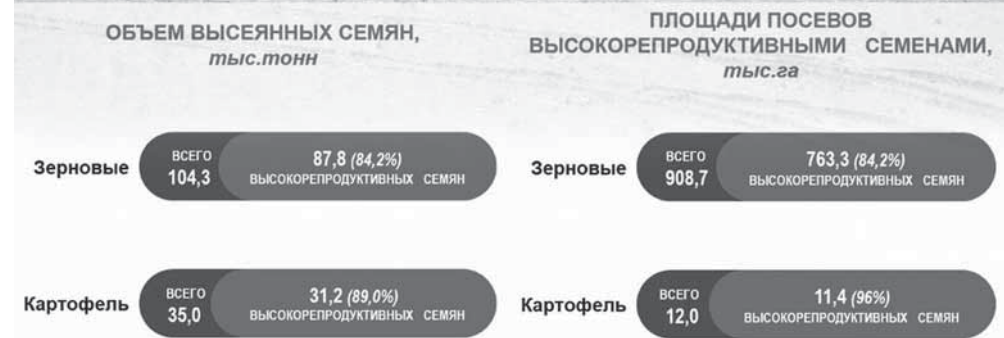 ОБЪЕМ ВЫСЕЯННЫХ СЕМЯН,
тыс.тонн
Зерновые
ВСЕГО
104,3
87,8 (84,2%)
ВЫСОКОРЕПРОДУКТИВНЫХ СЕМЯН
Картофель
ВСЕГО
35,0
31,2 (89,0%)
ВЫСОКОРЕПРОДУКТИВНЫХ СЕМЯН
ПЛОЩАДИ ПОСЕВОВ
ВЫСОКОРЕПРОДУКТИВНЫМИ СЕМЕНАМИ,
тыс.га
Зерновые
ВСЕГО
908,7
763,3 (84,2%)
ВЫСОКОРЕПРОДУКТИВНЫХ СЕМЯН
Картофель
ВСЕГО
12,0
11,4 (96%)
ВЫСОКОРЕПРОДУКТИВНЫХ СЕМЯН